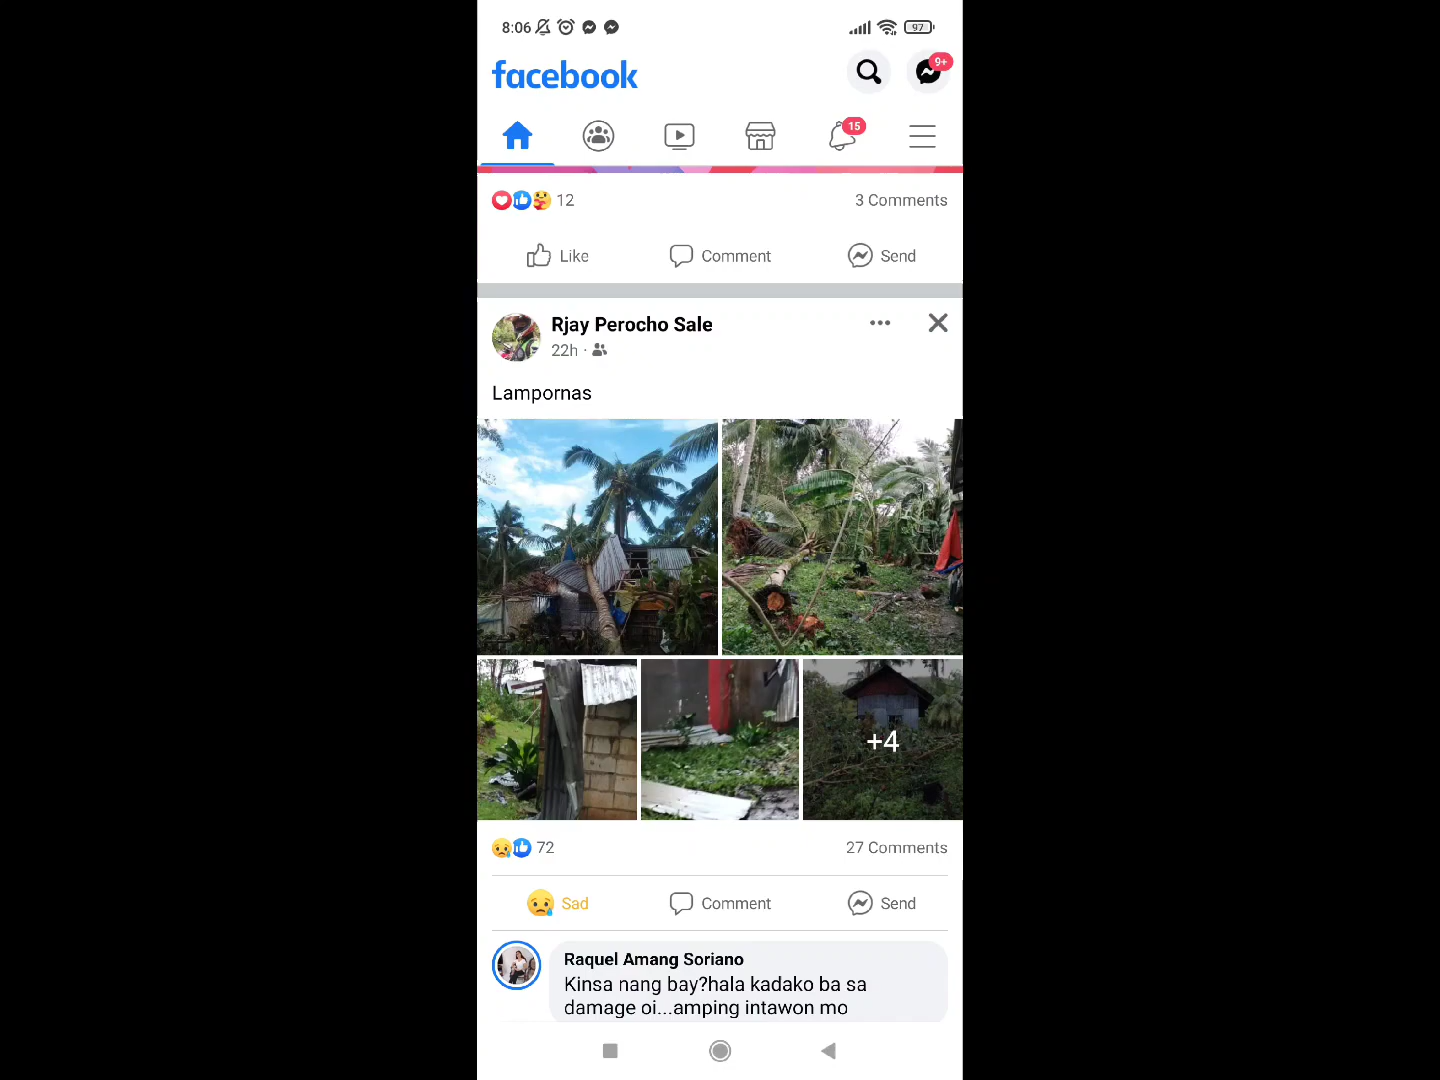 8:06
97
facebook
9+
15
12
3 Comments
Like
Comment
Send
Rjay Perocho Sale
22h ·
Lampornas
+4
72
27 Comments
Sad
Comment
Send
Raquel Amang Soriano
Kinsa nang bay?hala kadako ba sa
damage oi...amping intawon mo